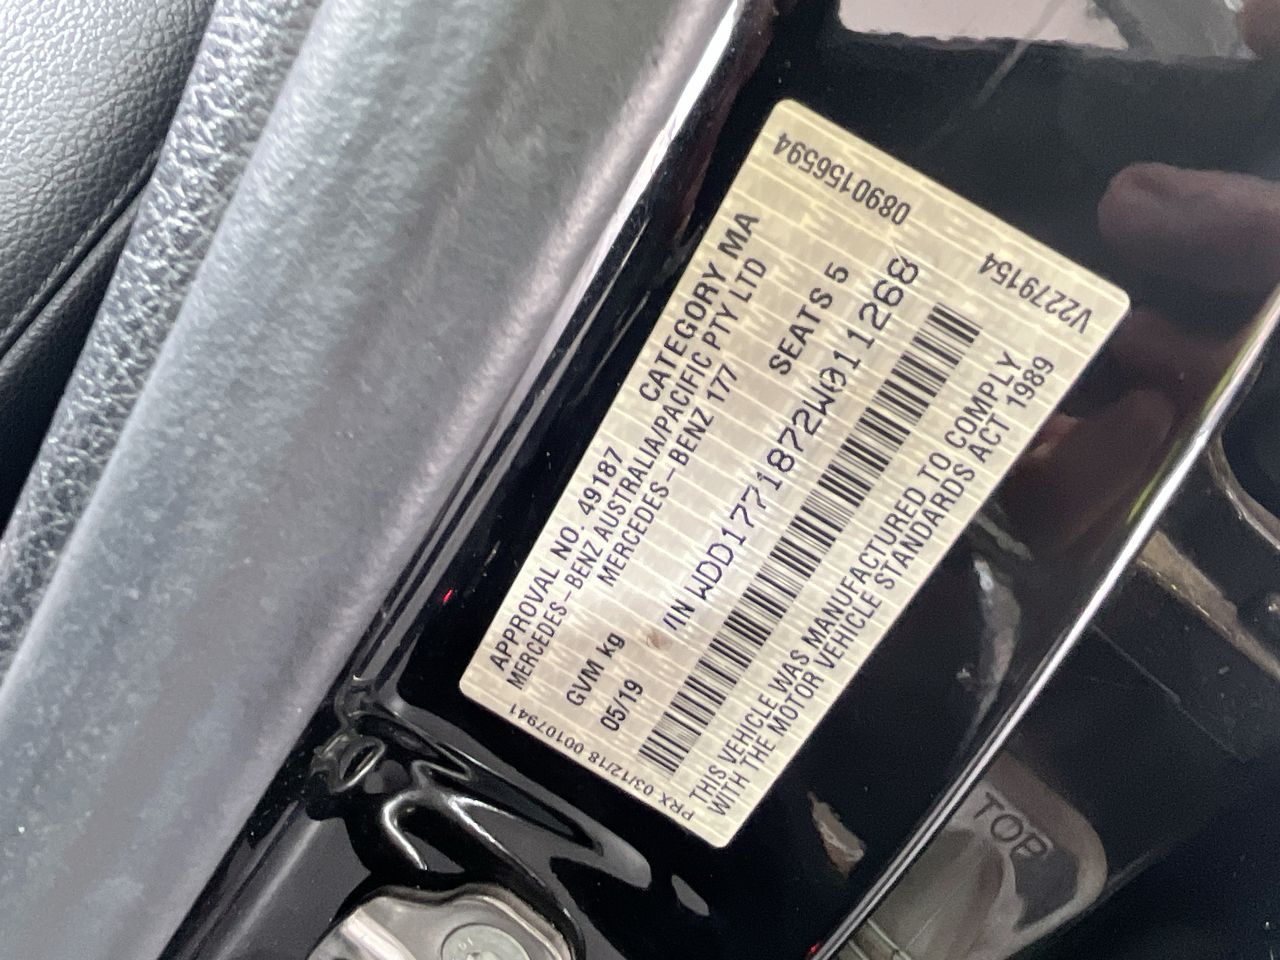 0890156594
V2279154
APPROVAL NO. 49187 CATEGORY MA
MERCEDES-BENZ AUSTRALIA/PACIFIC PTY LTD
MERCEDES-BENZ 177
GVM kg SEATS 5
05/19 /IN WDD1771872W011268
THIS VEHICLE WAS MANUFACTURED TO COMPLY
WITH THE MOTOR VEHICLE STANDARDS ACT 1989
PRX 03/12/18 00107941
TOP